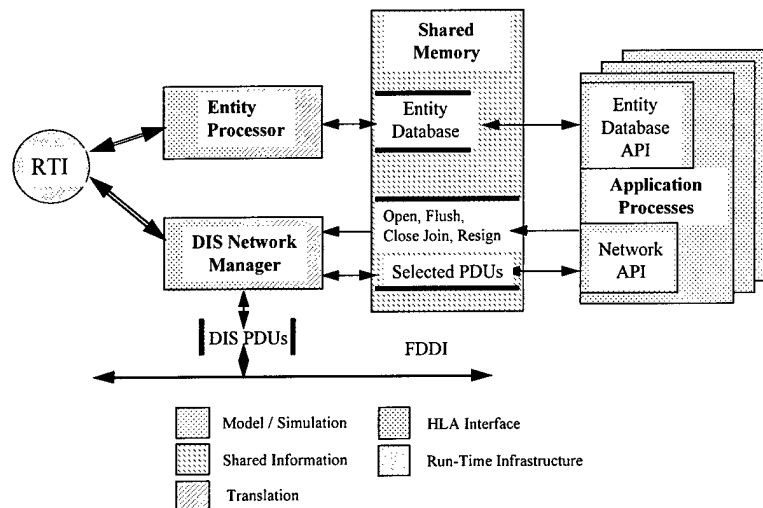 Shared
Memory
Entity
Processor
Entity
Database
Entity
Database
API
RTI
Application
Processes
DIS Network
Manager
Open, Flush,
Close Join, Resign
Selected PDUs
Network
API
DIS PDUs
FDDI
Model / Simulation
HLA Interface
Shared Information
Run-Time Infrastructure
Translation